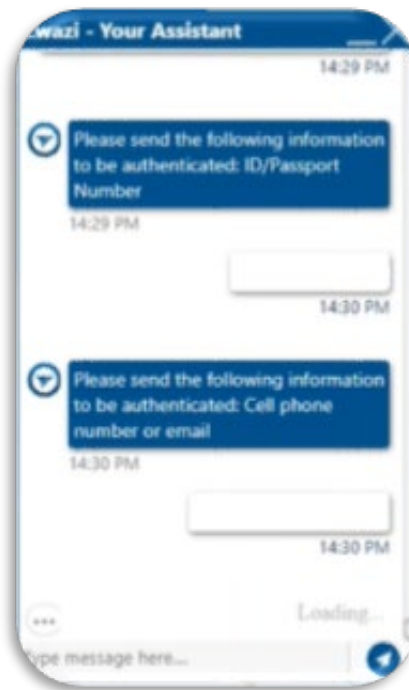 wazi - Your Assistant
14:29 PM
Please send the following information
to be authenticated: ID/Passport
Number
14:29 PM
14:30 PM
Please send the following information
to be authenticated: Cell phone
number or email
14:30 PM
14:30 PM
Loading...
Type message here...